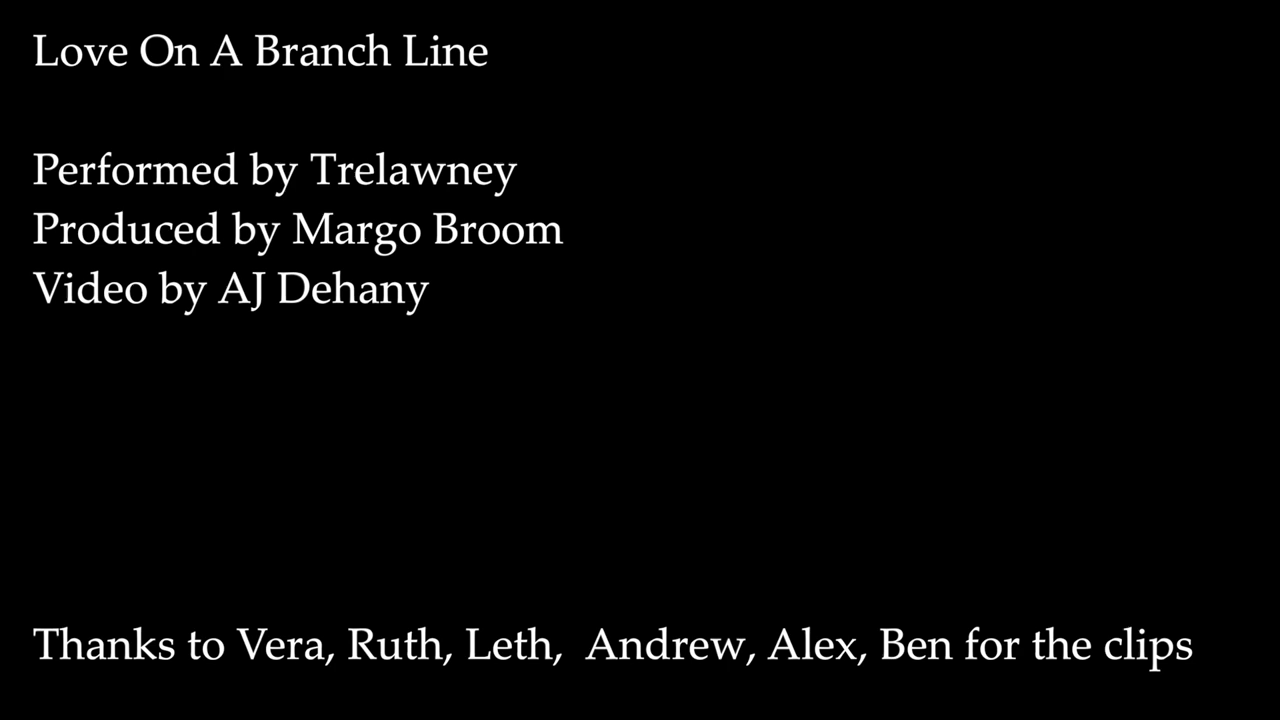 Love On A Branch Line
Performed by Trelawney
Produced by Margo Broom
Video by AJ Dehany
Thanks to Vera, Ruth, Leth,  Andrew, Alex, Ben for the clips